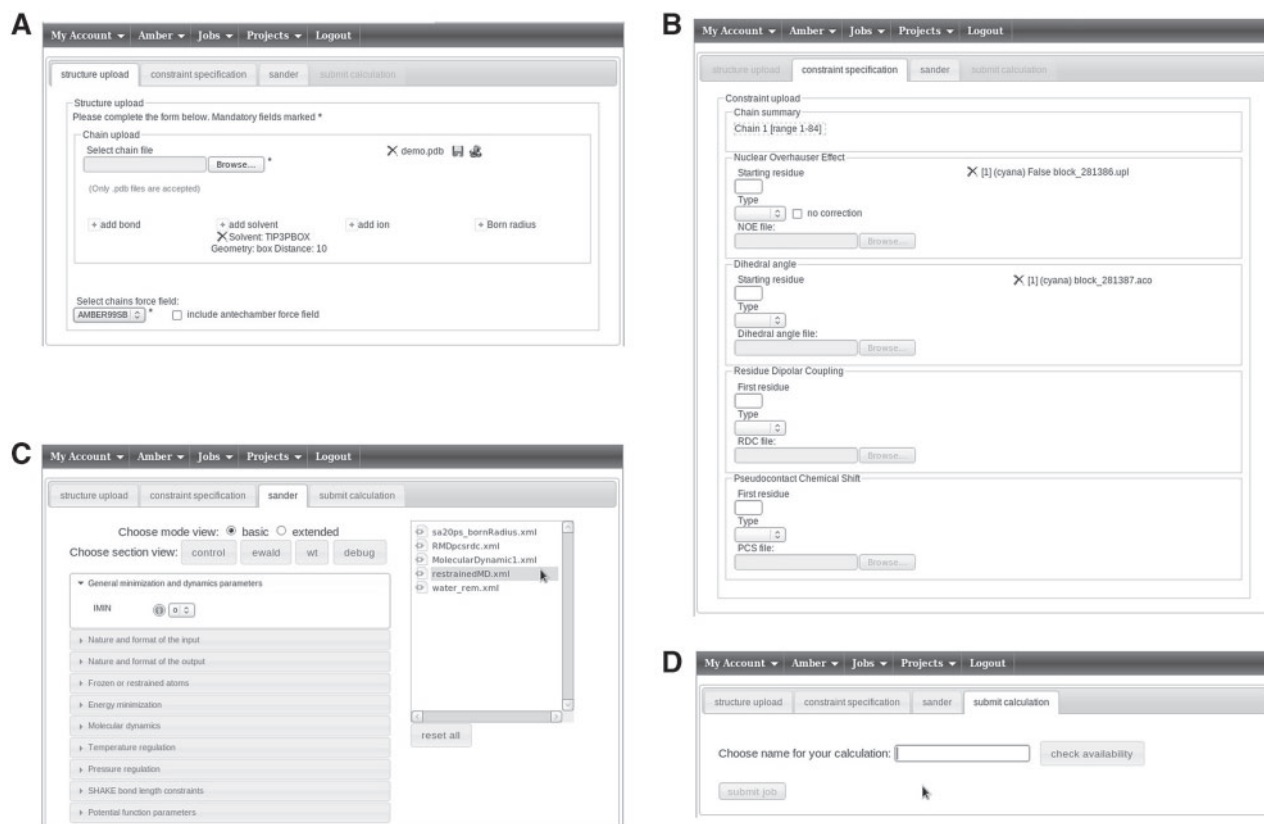 A
My Account Amber Jobs Projects Logout
structure upload constraint specification sander submit calculation
Structure upload
Please complete the form below. Mandatory fields marked *
Chain upload
Select chain file
Browse... *
demo.pdb
(Only .pdb files are accepted)
+ add bond + add solvent + add ion + Born radius
Solvent: TIP3PBOX
Geometry: box Distance: 10
Select chains force field:
AMBER99SB * include antechamber force field
B
My Account Amber Jobs Projects Logout
structure upload constraint specification sander submit calculation
Constraint upload
Chain summary
Chain 1 [range 1-84]
Nuclear Overhauser Effect
Starting residue
[1] (cyana) False block_281386.upl
Type
no correction
NOE file:
Browse...
Dihedral angle
Starting residue
[1] (cyana) block_281387.aco
Type
Dihedral angle file:
Browse...
Residue Dipolar Coupling
First residue
Type
RDC file:
Browse...
Pseudocontact Chemical Shift
First residue
Type
PCS file:
Browse...
C
My Account Amber Jobs Projects Logout
structure upload constraint specification sander submit calculation
Choose mode view: basic extended
Choose section view: control ewald wt debug
General minimization and dynamics parameters
IMIN 0
Nature and format of the input
Nature and format of the output
Frozen or restrained atoms
Energy minimization
Molecular dynamics
Temperature regulation
Pressure regulation
SHAKE bond length constraints
Potential function parameters
sa20ps_bornRadius.xml
RMDpcsrdc.xml
MolecularDynamic1.xml
restrainedMD.xml
water_rem.xml
reset all
D
My Account Amber Jobs Projects Logout
structure upload constraint specification sander submit calculation
Choose name for your calculation: check availability
submit job